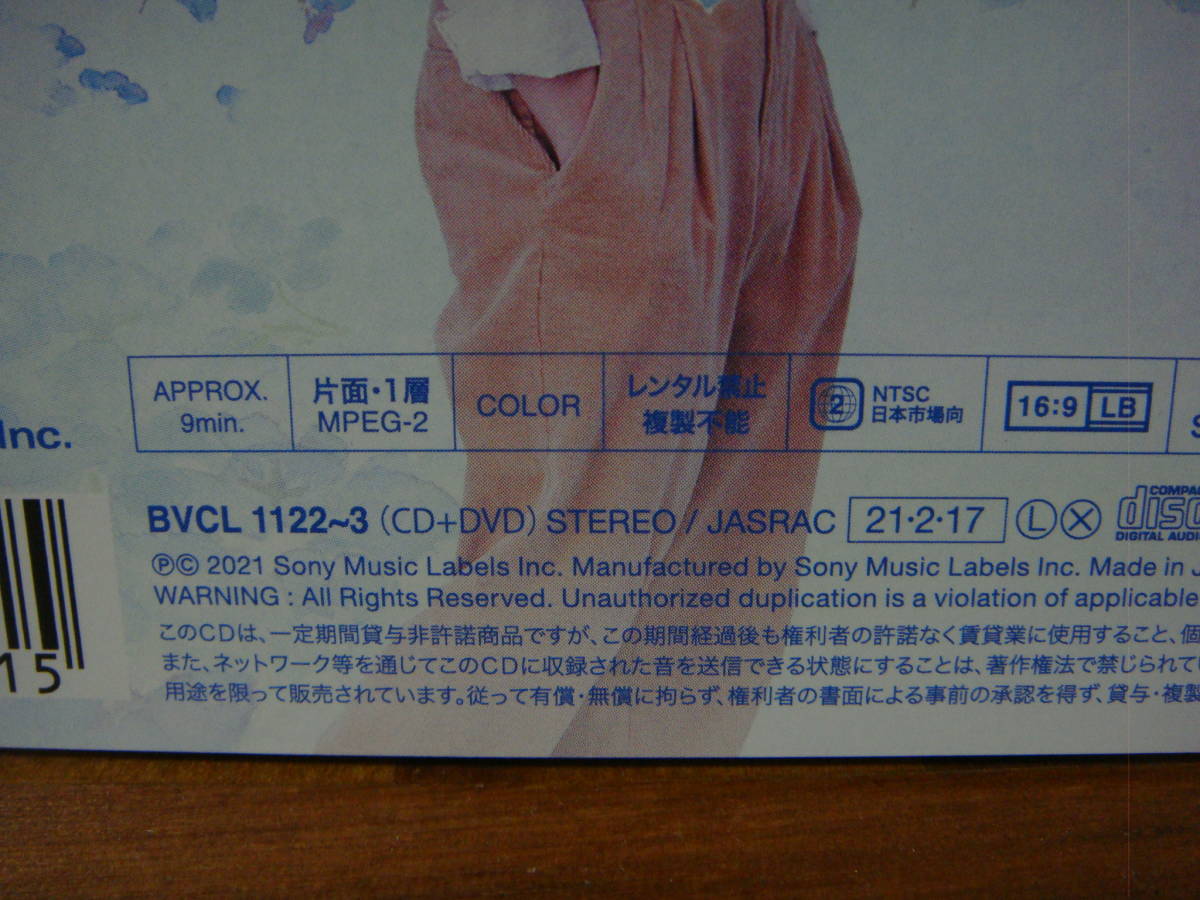 Inc.
APPROX.
9min.
片面・1層
MPEG-2
COLOR
レンタル禁止
複製不能
2
NTSC
日本市場向
16:9 LB
15
BVCL 1122~3 (CD+DVD) STEREO / JASRAC 21・2・17 Ⓛ Ⓧ
COMPA
disc
DIGITAL AUDIO
℗© 2021 Sony Music Labels Inc. Manufactured by Sony Music Labels Inc. Made in J
WARNING : All Rights Reserved. Unauthorized duplication is a violation of applicable
このCDは、一定期間貸与非許諾商品ですが、この期間経過後も権利者の許諾なく賃貸業に使用すること、個
また、ネットワーク等を通じてこのCDに収録された音を送信できる状態にすることは、著作権法で禁じられてい
用途を限って販売されています。従って有償・無償に拘らず、権利者の書面による事前の承認を得ず、貸与・複製